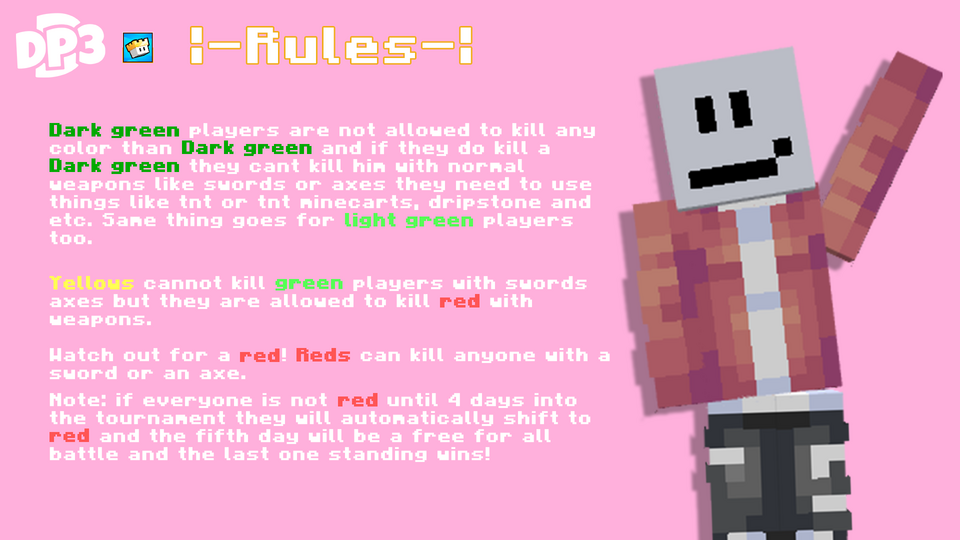 DP3
¦-Rules-¦
Dark green players are not allowed to kill any
color than Dark green and if they do kill a
Dark green they cant kill him with normal
weapons like swords or axes they need to use
things like tnt or tnt minecarts, dripstone and
etc. Same thing goes for light green players
too.
Yellows cannot kill green players with swords
axes but they are allowed to kill red with
weapons.
Watch out for a red! Reds can kill anyone with a
sword or an axe.
Note: if everyone is not red until 4 days into
the tournament they will automatically shift to
red and the fifth day will be a free for all
battle and the last one standing wins!